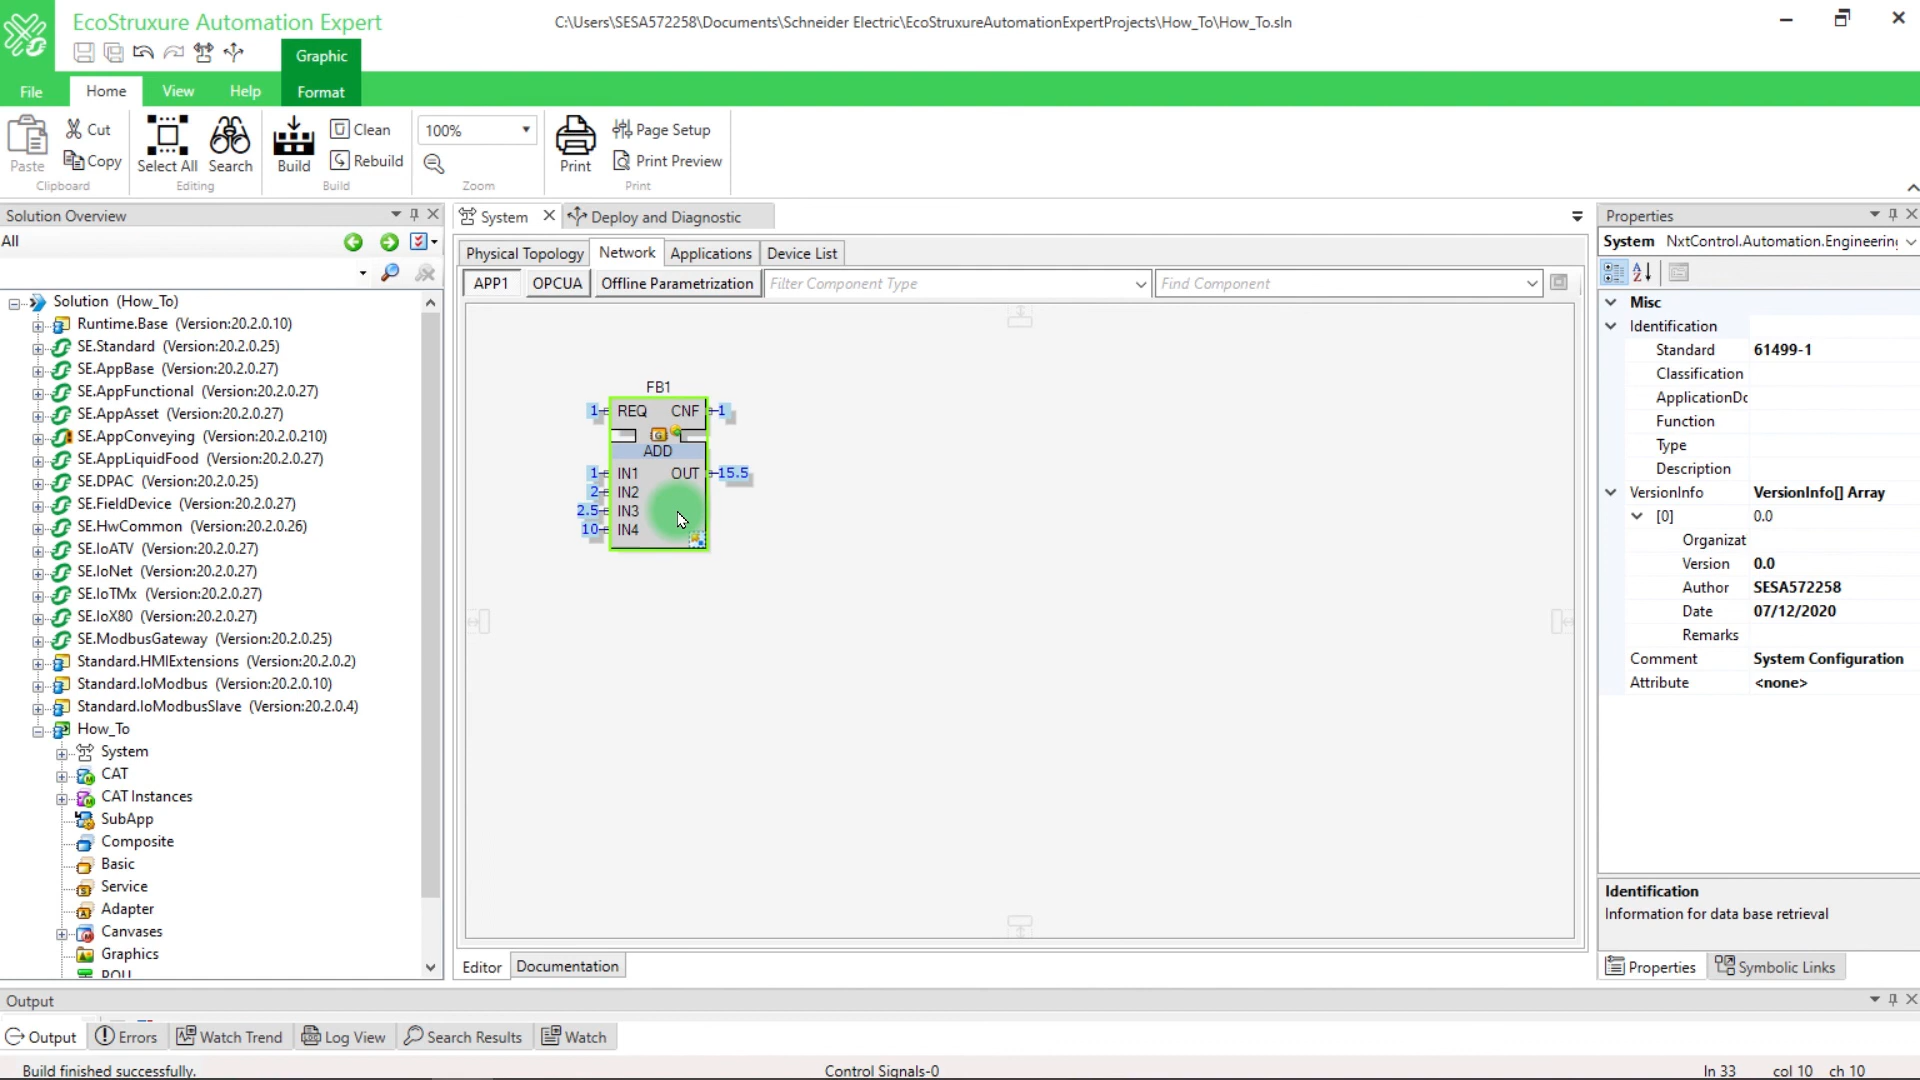 EcoStruxure Automation Expert
C:\Users\SESA572258\Documents\Schneider Electric\EcoStruxureAutomationExpertProjects\How_To\How_To.sln
Graphic
File
Home
View
Help
Format
Paste
Cut
Copy
Clipboard
Select All
Search
Editing
Build
Clean
Rebuild
Build
100%
Zoom
Print
Page Setup
Print Preview
Print
Solution Overview
All
Solution (How_To)
Runtime.Base (Version:20.2.0.10)
SE.Standard (Version:20.2.0.25)
SE.AppBase (Version:20.2.0.27)
SE.AppFunctional (Version:20.2.0.27)
SE.AppAsset (Version:20.2.0.27)
SE.AppConveying (Version:20.2.0.210)
SE.AppLiquidFood (Version:20.2.0.27)
SE.DPAC (Version:20.2.0.25)
SE.FieldDevice (Version:20.2.0.27)
SE.HwCommon (Version:20.2.0.26)
SE.IoATV (Version:20.2.0.27)
SE.IoNet (Version:20.2.0.27)
SE.IoTMx (Version:20.2.0.27)
SE.IoX80 (Version:20.2.0.27)
SE.ModbusGateway (Version:20.2.0.25)
Standard.HMIExtensions (Version:20.2.0.2)
Standard.IoModbus (Version:20.2.0.10)
Standard.IoModbusSlave (Version:20.2.0.4)
How_To
System
CAT
CAT Instances
SubApp
Composite
Basic
Service
Adapter
Canvases
Graphics
POU
System
Deploy and Diagnostic
Physical Topology
Network
Applications
Device List
APP1
OPCUA
Offline Parametrization
Filter Component Type
Find Component
FB1
1 REQ CNF 1
ADD
1 IN1 OUT 15.5
2 IN2
2.5 IN3
10 IN4
Editor
Documentation
Properties
System NxtControl.Automation.Engineering
Misc
Identification
Standard 61499-1
Classification
ApplicationDo
Function
Type
Description
VersionInfo VersionInfo[] Array
[0] 0.0
Organizat
Version 0.0
Author SESA572258
Date 07/12/2020
Remarks
Comment System Configuration
Attribute <none>
Identification
Information for data base retrieval
Properties
Symbolic Links
Output
Output
Errors
Watch Trend
Log View
Search Results
Watch
Build finished successfully.
Control Signals-0
ln 33 col 10 ch 10